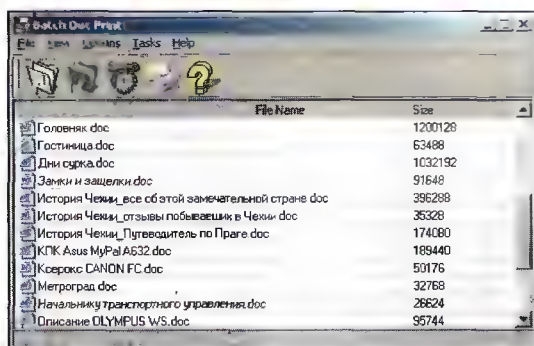 Batch Doc Print
File View Tasks Help
File Name Size
Головняк.doc 1200128
Гостиница.doc 63488
Дни сурка.doc 1032192
Замки и защелки.doc 91648
История Чехии_все об этой замечательной стране.doc 396288
История Чехии_отзывы побывавших в Чехии.doc 35328
История Чехии_Путеводитель по Праге.doc 174080
КПК Asus MyPal A632.doc 189440
Ксерокс CANON FC.doc 50176
Метроград.doc 32768
Начальнику транспортного управления.doc 26624
Описание OLYMPUS WS.doc 95744